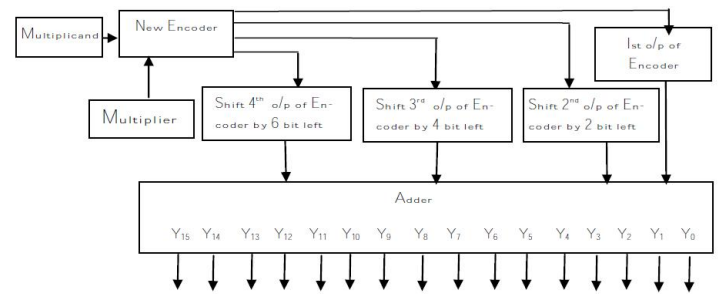 Multiplicand
New Encoder
1st o/p of
Encoder
Multiplier
Shift 4th o/p of En-
coder by 6 bit left
Shift 3rd o/p of En-
coder by 4 bit left
Shift 2nd o/p of En-
coder by 2 bit left
Adder
Y15 Y14 Y13 Y12 Y11 Y10 Y9 Y8 Y7 Y6 Y5 Y4 Y3 Y2 Y1 Y0